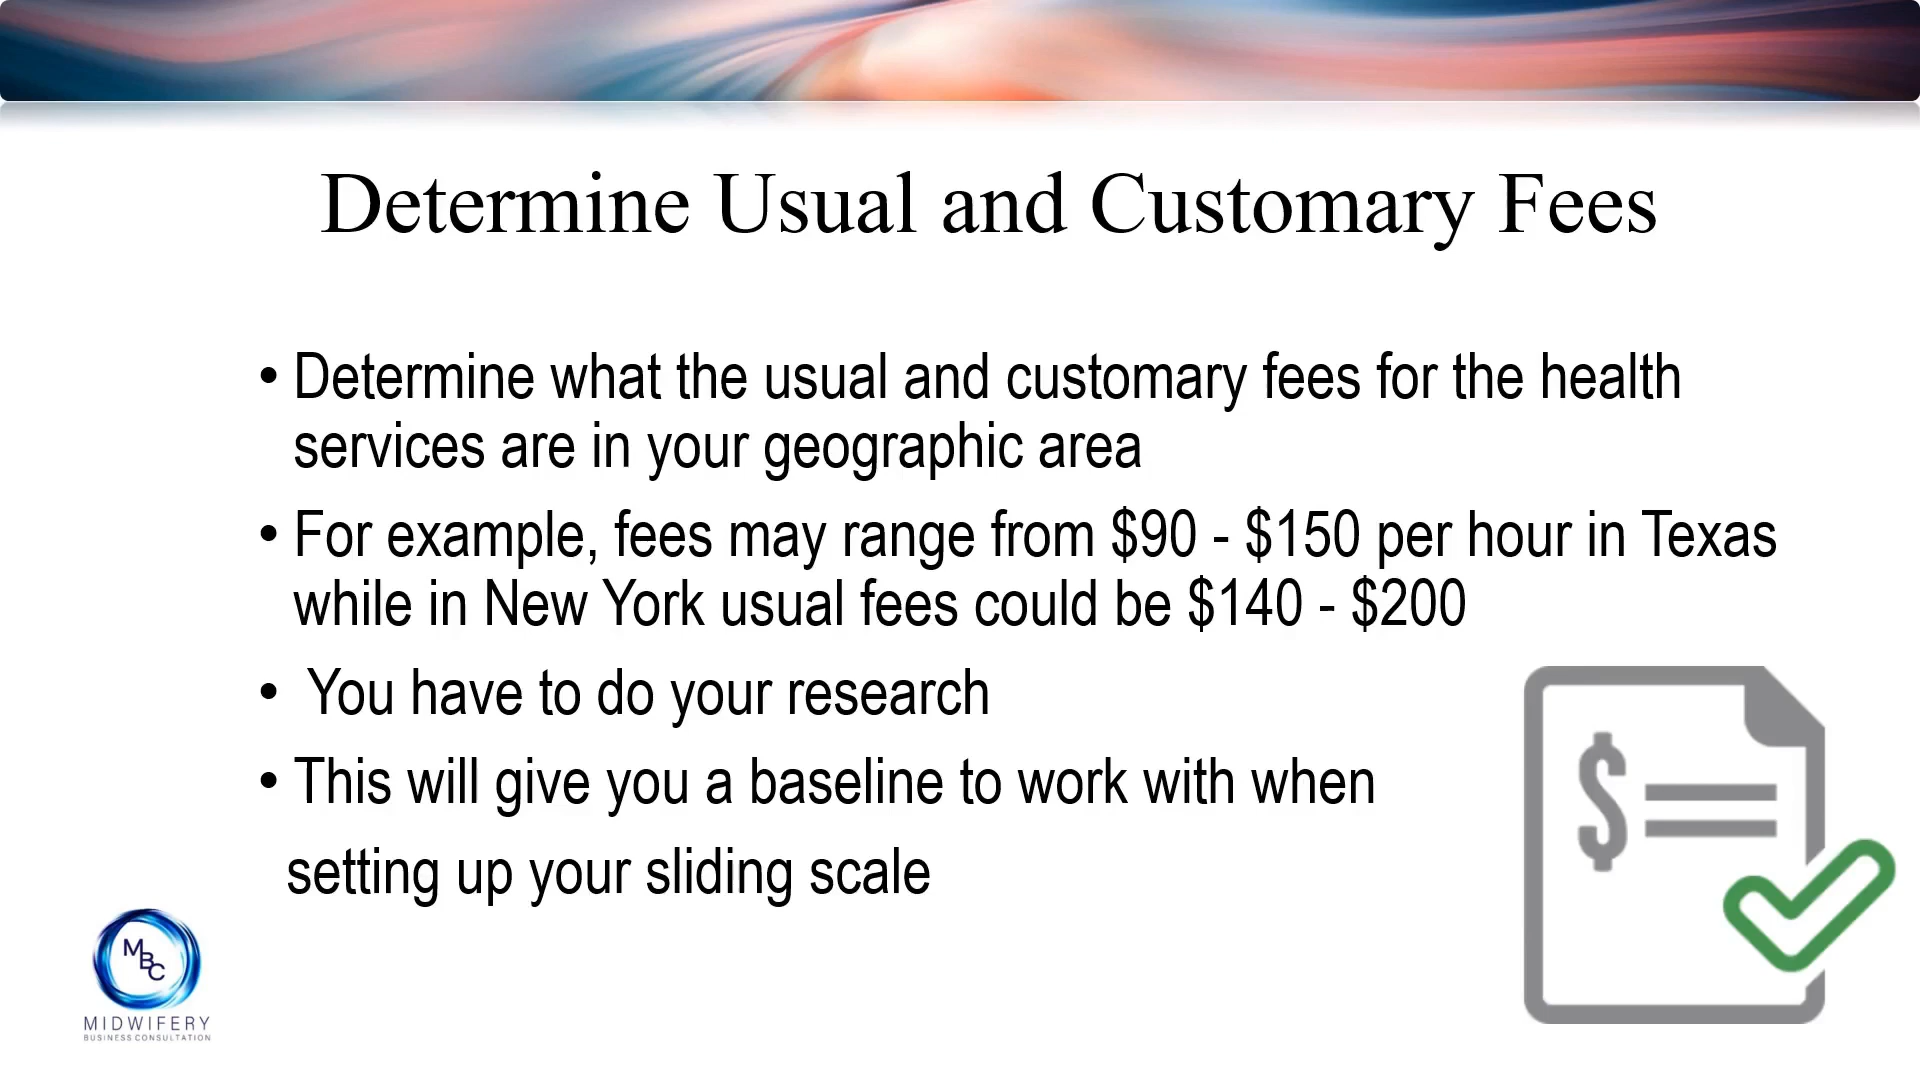 Determine Usual and Customary Fees
• Determine what the usual and customary fees for the health
services are in your geographic area
• For example, fees may range from $90 - $150 per hour in Texas
while in New York usual fees could be $140 - $200
• You have to do your research
• This will give you a baseline to work with when
setting up your sliding scale
$
MBC
MIDWIFERY
BUSINESS CONSULTATION